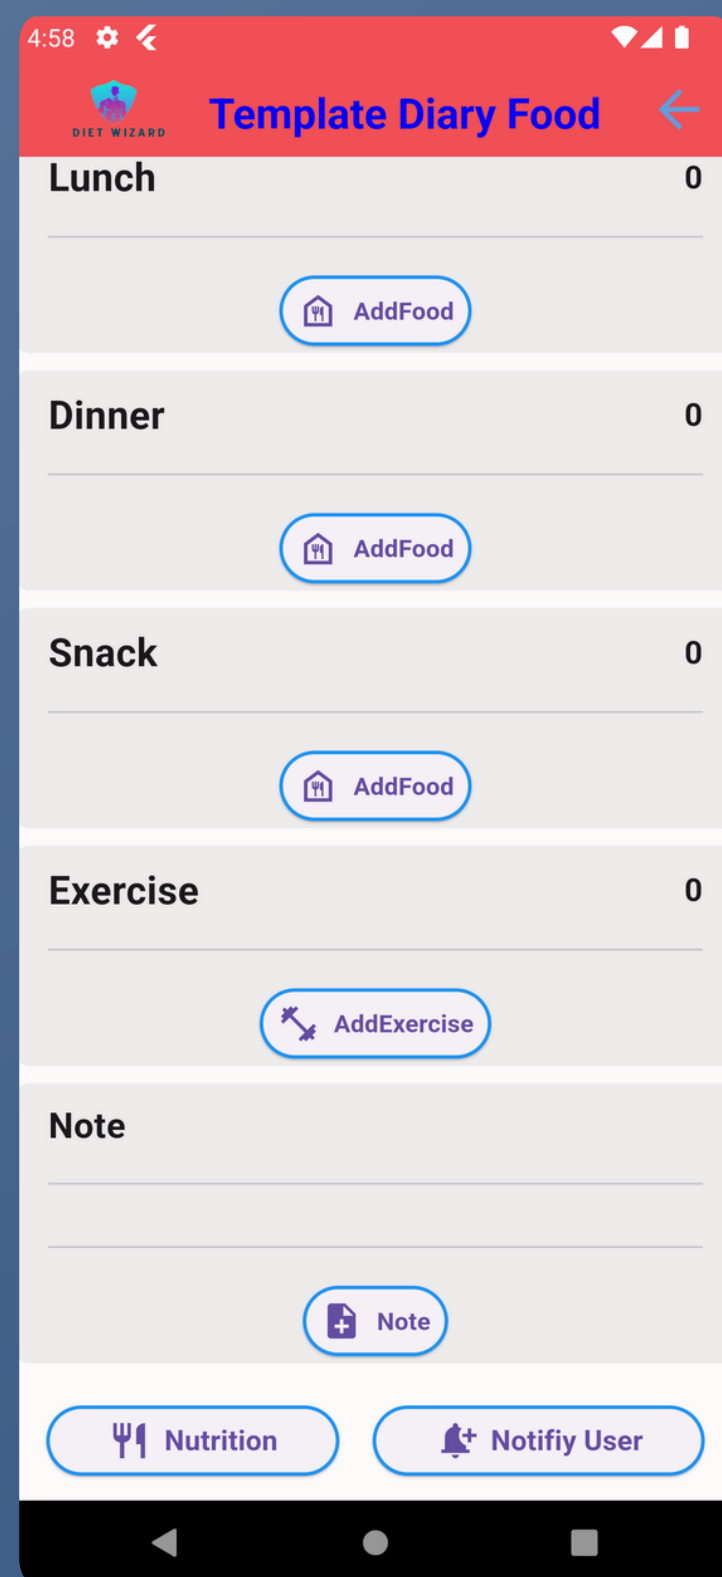 4:58
DIET WIZARD
Template Diary Food
Lunch 0
AddFood
Dinner 0
AddFood
Snack 0
AddFood
Exercise 0
AddExercise
Note
Note
Nutrition Notifiy User